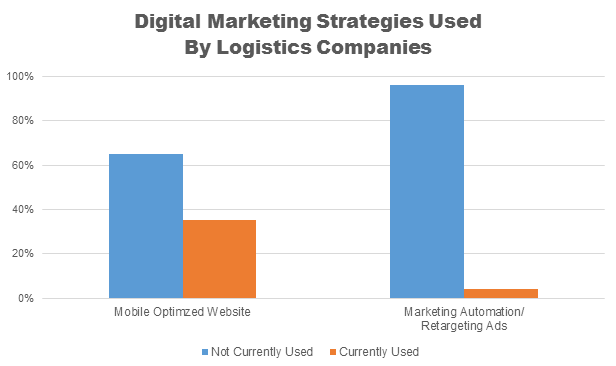 Digital Marketing Strategies Used
By Logistics Companies
100%
80%
60%
40%
20%
0%
Mobile Optimzed Website
Marketing Automation/
Retargeting Ads
Not Currently Used
Currently Used